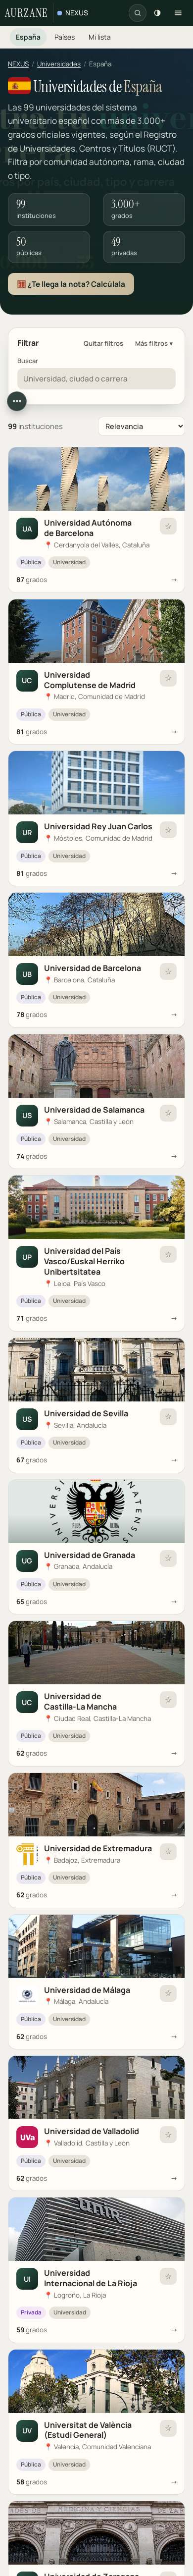 AURZANE
NEXUS
España
Países
Mi lista
NEXUS / Universidades / España
Universidades de España
Las 99 universidades del sistema
universitario español con más de 3.000+
grados oficiales vigentes, según el Registro
de Universidades, Centros y Títulos (RUCT).
Filtra por comunidad autónoma, rama, ciudad
o tipo.
99
instituciones
3.000+
grados
50
públicas
49
privadas
¿Te llega la nota? Calcúlala
Filtrar
Quitar filtros
Más filtros ▾
Buscar
Universidad, ciudad o carrera
99 instituciones
Relevancia
UA
Universidad Autónoma
de Barcelona
Cerdanyola del Vallès, Cataluña
Pública
Universidad
87 grados →
UC
Universidad
Complutense de Madrid
Madrid, Comunidad de Madrid
Pública
Universidad
81 grados →
UR
Universidad Rey Juan Carlos
Móstoles, Comunidad de Madrid
Pública
Universidad
81 grados →
UB
Universidad de Barcelona
Barcelona, Cataluña
Pública
Universidad
78 grados →
US
Universidad de Salamanca
Salamanca, Castilla y León
Pública
Universidad
74 grados →
UP
Universidad del País
Vasco/Euskal Herriko
Unibertsitatea
Leioa, País Vasco
Pública
Universidad
71 grados →
US
Universidad de Sevilla
Sevilla, Andalucía
Pública
Universidad
67 grados →
UG
Universidad de Granada
Granada, Andalucía
Pública
Universidad
65 grados →
UC
Universidad de
Castilla-La Mancha
Ciudad Real, Castilla-La Mancha
Pública
Universidad
62 grados →
Universidad de Extremadura
Badajoz, Extremadura
Pública
Universidad
62 grados →
Universidad de Málaga
Málaga, Andalucía
Pública
Universidad
62 grados →
UVa
Universidad de Valladolid
Valladolid, Castilla y León
Pública
Universidad
62 grados →
UNIR
UI
Universidad
Internacional de La Rioja
Logroño, La Rioja
Privada
Universidad
59 grados →
UV
Universitat de València
(Estudi General)
Valencia, Comunidad Valenciana
Pública
Universidad
58 grados →
Universidad de Zaragoza